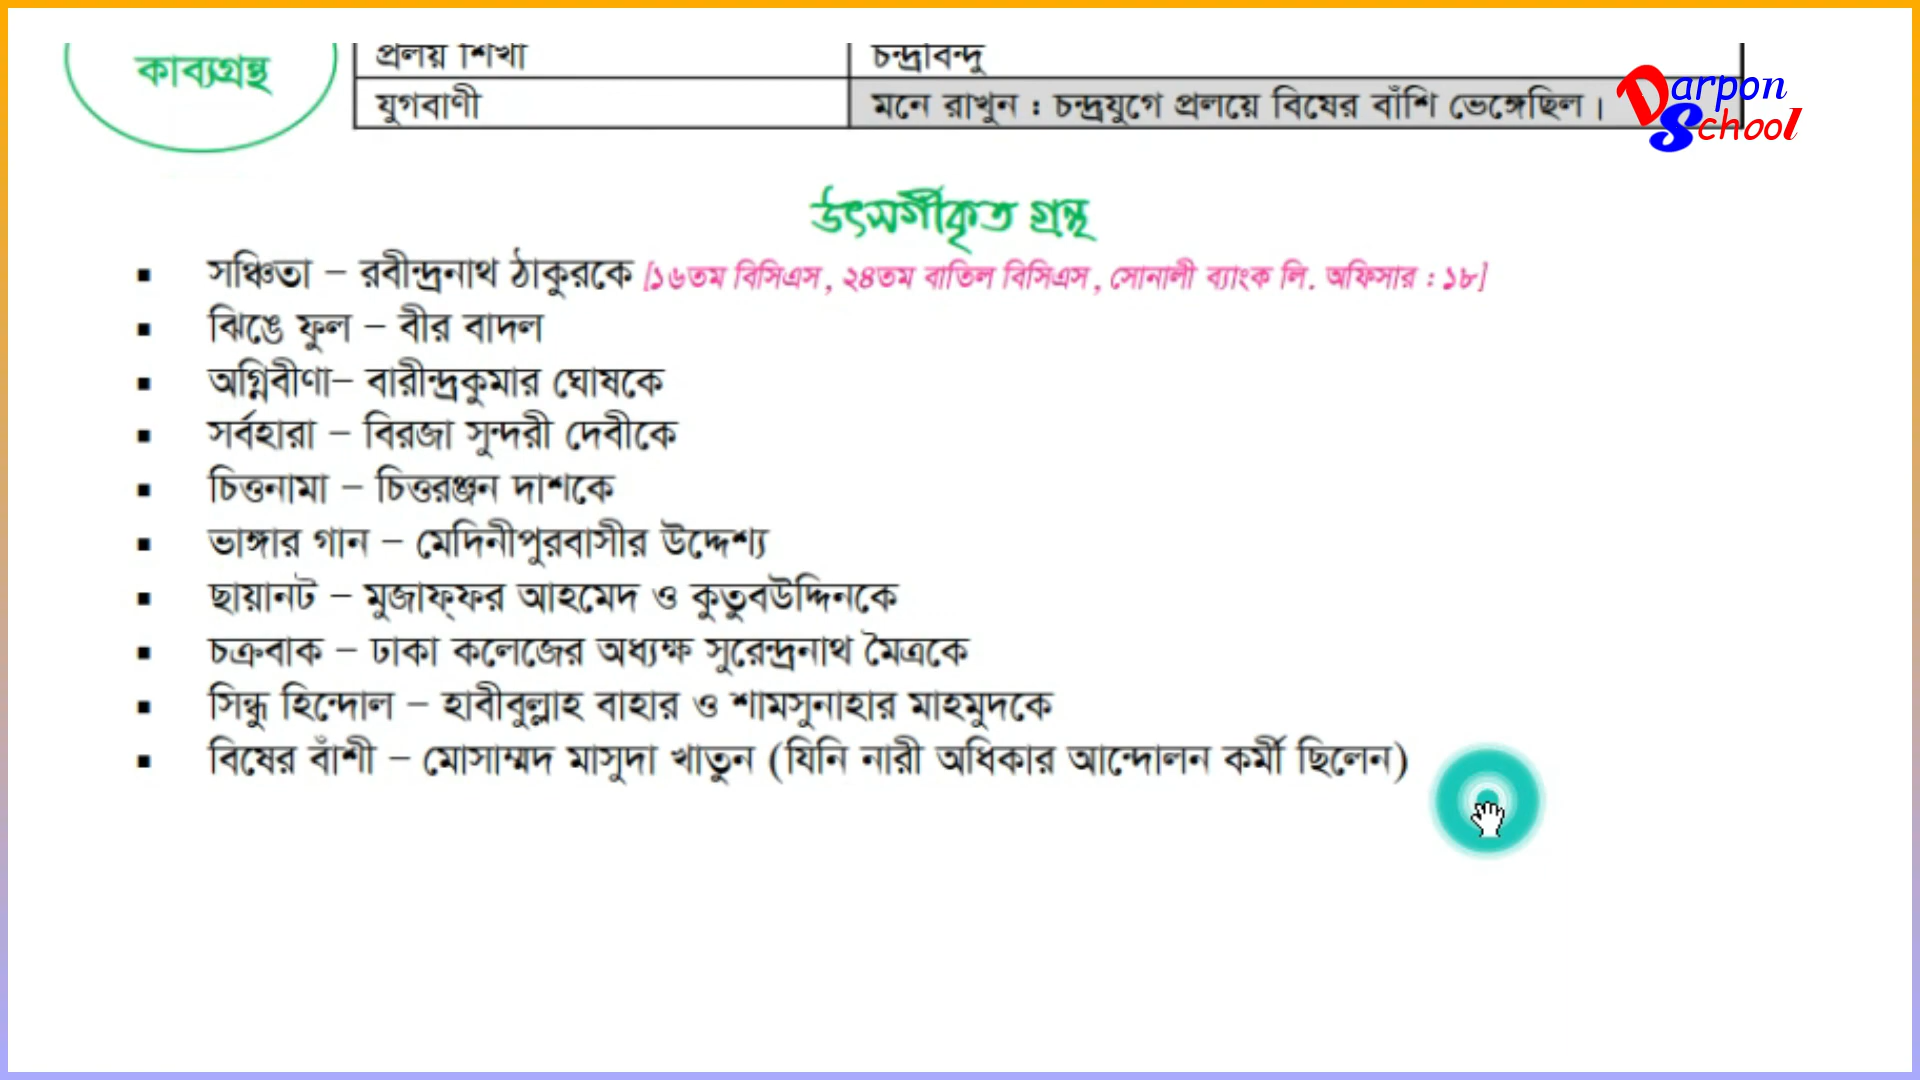 কাব্যগ্রন্থ
প্রলয় শিখা
চন্দ্রবিন্দু
যুগবাণী
মনে রাখুন : চন্দ্রযুগে প্রলয়ে বিষের বাঁশি ভেঙ্গেছিল।
Darpon
School
উৎসর্গীকৃত গ্রন্থ
▪ সঞ্চিতা – রবীন্দ্রনাথ ঠাকুরকে [১৬তম বিসিএস, ২৪তম বাতিল বিসিএস, সোনালী ব্যাংক লি. অফিসার : ১৮]
▪ ঝিঙে ফুল – বীর বাদল
▪ অগ্নিবীণা– বারীন্দ্রকুমার ঘোষকে
▪ সর্বহারা – বিরজা সুন্দরী দেবীকে
▪ চিত্তনামা – চিত্তরঞ্জন দাশকে
▪ ভাঙ্গার গান – মেদিনীপুরবাসীর উদ্দেশ্য
▪ ছায়ানট – মুজাফ্‌ফর আহমেদ ও কুতুবউদ্দিনকে
▪ চক্রবাক – ঢাকা কলেজের অধ্যক্ষ সুরেন্দ্রনাথ মৈত্রকে
▪ সিন্ধু হিন্দোল – হাবীবুল্লাহ বাহার ও শামসুনাহার মাহমুদকে
▪ বিষের বাঁশী – মোসাম্মদ মাসুদা খাতুন (যিনি নারী অধিকার আন্দোলন কর্মী ছিলেন)